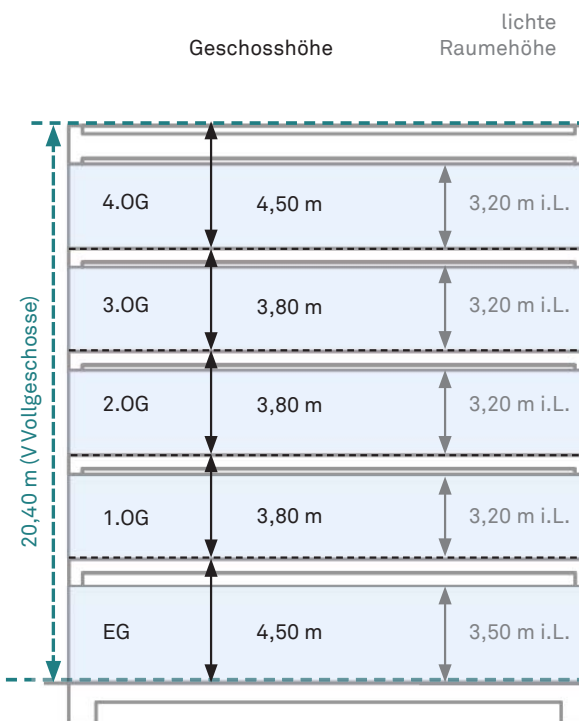 lichte
Geschosshöhe Raumehöhe
4.OG 4,50 m 3,20 m i.L.
3.OG 3,80 m 3,20 m i.L.
2.OG 3,80 m 3,20 m i.L.
1.OG 3,80 m 3,20 m i.L.
EG 4,50 m 3,50 m i.L.
20,40 m (V Vollgeschosse)